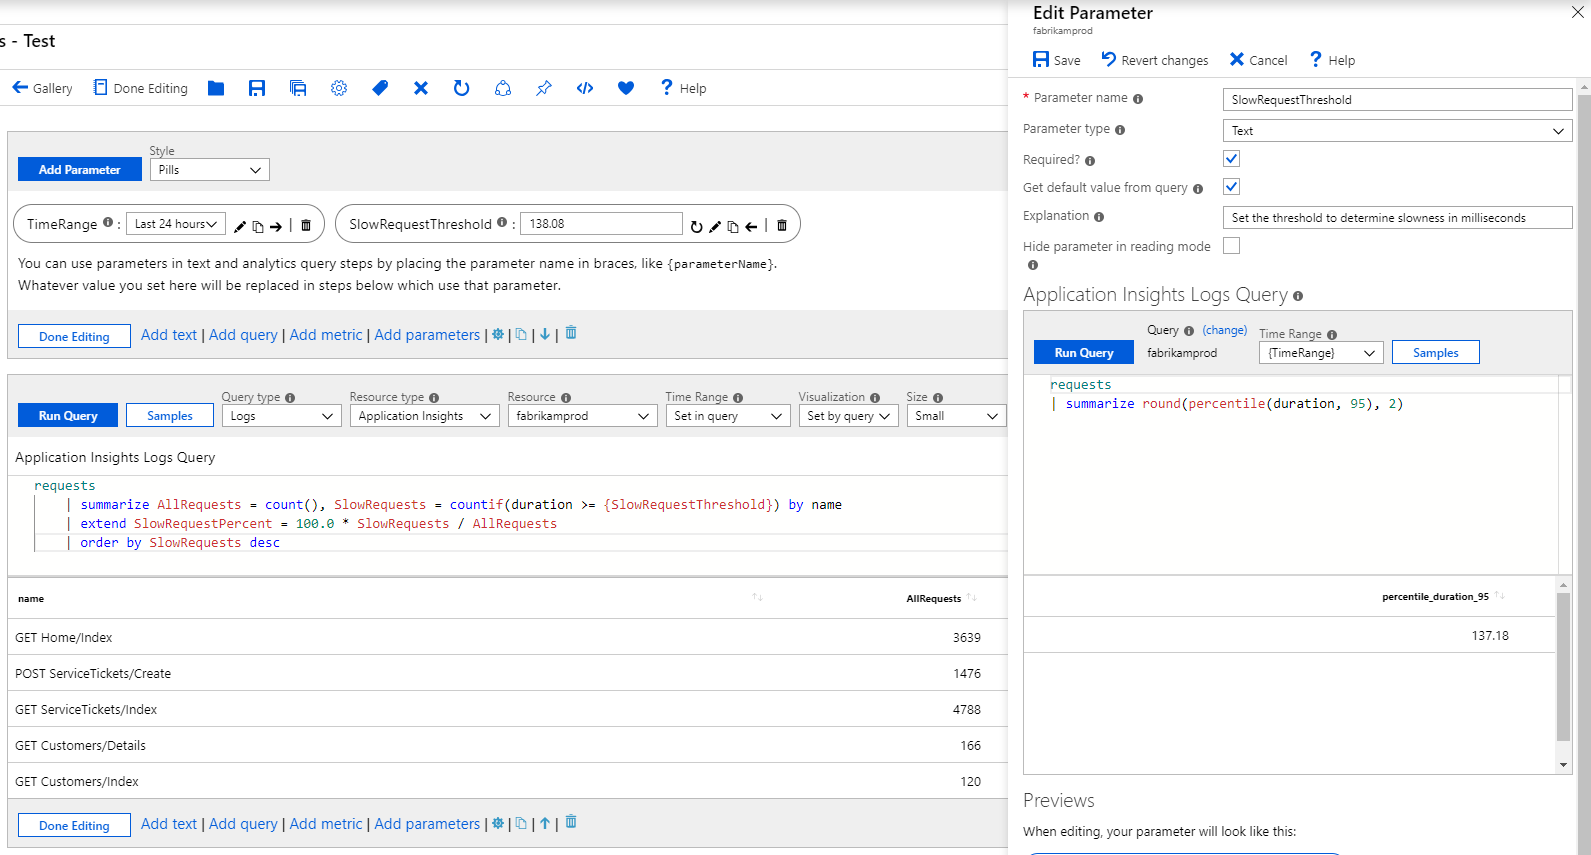 s - Test
Gallery Done Editing Help
Add Parameter Style Pills
TimeRange : Last 24 hours | SlowRequestThreshold : 138.08 |
You can use parameters in text and analytics query steps by placing the parameter name in braces, like {parameterName}.
Whatever value you set here will be replaced in steps below which use that parameter.
Done Editing Add text | Add query | Add metric | Add parameters | | |
Query type Resource type Resource Time Range Visualization Size
Run Query Samples Logs Application Insights fabrikamprod Set in query Set by query Small
Application Insights Logs Query
requests
| summarize AllRequests = count(), SlowRequests = countif(duration >= {SlowRequestThreshold}) by name
| extend SlowRequestPercent = 100.0 * SlowRequests / AllRequests
| order by SlowRequests desc
name AllRequests
GET Home/Index 3639
POST ServiceTickets/Create 1476
GET ServiceTickets/Index 4788
GET Customers/Details 166
GET Customers/Index 120
Done Editing Add text | Add query | Add metric | Add parameters | | |
Edit Parameter
fabrikamprod
Save Revert changes Cancel Help
* Parameter name SlowRequestThreshold
Parameter type Text
Required?
Get default value from query
Explanation Set the threshold to determine slowness in milliseconds
Hide parameter in reading mode
Application Insights Logs Query
Query (change) Time Range
Run Query fabrikamprod {TimeRange} Samples
requests
| summarize round(percentile(duration, 95), 2)
percentile_duration_95
137.18
Previews
When editing, your parameter will look like this: